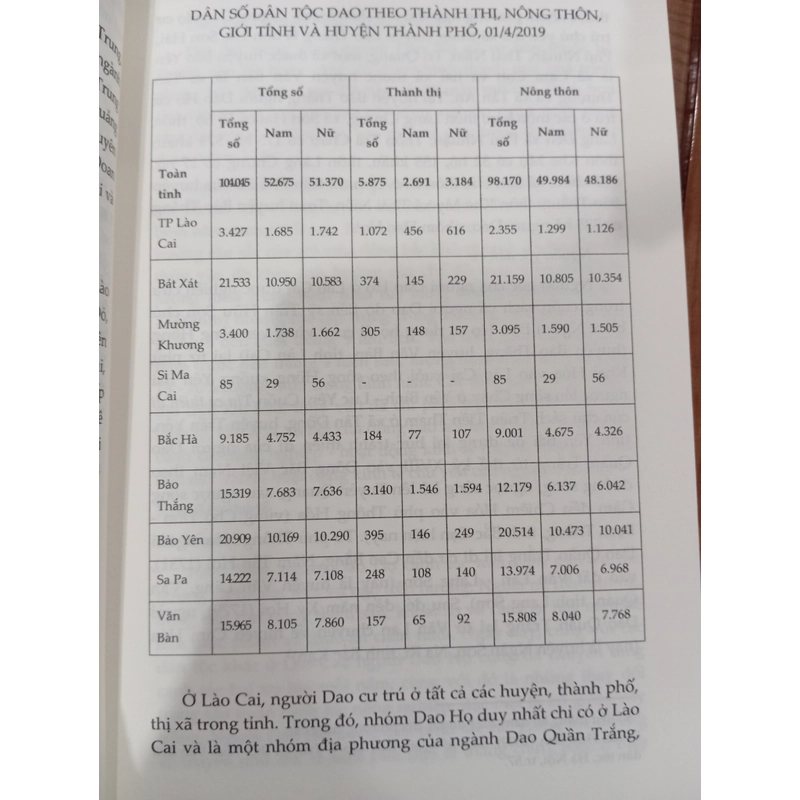 DÂN SỐ DÂN TỘC DAO THEO THÀNH THỊ, NÔNG THÔN,
GIỚI TÍNH VÀ HUYỆN THÀNH PHỐ, 01/4/2019
Tổng số Thành thị Nông thôn
Tổng số Nam Nữ Tổng số Nam Nữ Tổng số Nam Nữ
Toàn tỉnh 104.045 52.675 51.370 5.875 2.691 3.184 98.170 49.984 48.186
TP Lào Cai 3.427 1.685 1.742 1.072 456 616 2.355 1.299 1.126
Bát Xát 21.533 10.950 10.583 374 145 229 21.159 10.805 10.354
Mường Khương 3.400 1.738 1.662 305 148 157 3.095 1.590 1.505
Si Ma Cai 85 29 56 - - - 85 29 56
Bắc Hà 9.185 4.752 4.433 184 77 107 9.001 4.675 4.326
Bảo Thắng 15.319 7.683 7.636 3.140 1.546 1.594 12.179 6.137 6.042
Bảo Yên 20.909 10.169 10.290 395 146 249 20.514 10.473 10.041
Sa Pa 14.222 7.114 7.108 248 108 140 13.974 7.006 6.968
Văn Bàn 15.965 8.105 7.860 157 65 92 15.808 8.040 7.768
Ở Lào Cai, người Dao cư trú ở tất cả các huyện, thành phố,
thị xã trong tỉnh. Trong đó, nhóm Dao Họ duy nhất chỉ có ở Lào
Cai và là một nhóm địa phương của ngành Dao Quần Trắng,
Trung
ngành
Trung